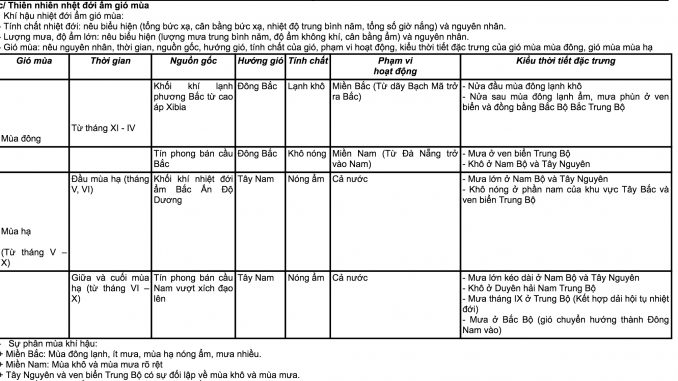 c/ Thiên nhiên nhiệt đới ẩm gió mùa
Khí hậu nhiệt đới ẩm gió mùa:
- Tính chất nhiệt đới: nêu biểu hiện (tổng bức xạ, cân bằng bức xạ, nhiệt độ trung bình năm, tổng số giờ nắng) và nguyên nhân.
- Lượng mưa, độ ẩm lớn: nêu biểu hiện (lượng mưa trung bình năm, độ ẩm không khí, cân bằng ẩm) và nguyên nhân.
- Gió mùa: nêu nguyên nhân, thời gian, nguồn gốc, hướng gió, tính chất của gió, phạm vi hoạt động, kiểu thời tiết đặc trưng của gió mùa mùa đông, gió mùa mùa hạ
Gió mùa
Thời gian
Nguồn gốc
Hướng gió
Tính chất
Phạm vi
hoạt động
Kiểu thời tiết đặc trưng
Mùa đông
Từ tháng XI - IV
Khối khí lạnh
phương Bắc từ cao
áp Xibia
Đông Bắc
Lạnh khô
Miền Bắc (Từ dãy Bạch Mã trở
ra Bắc)
- Nửa đầu mùa đông lạnh khô
- Nửa sau mùa đông lạnh ẩm, mưa phùn ở ven
biển và đồng bằng Bắc Bộ Bắc Trung Bộ
Tín phong bán cầu
Bắc
Đông Bắc
Khô nóng
Miền Nam (Từ Đà Nẵng trở
vào Nam)
- Mưa ở ven biển Trung Bộ
- Khô ở Nam Bộ và Tây Nguyên
Mùa hạ
(Từ tháng V –
X)
Đầu mùa hạ (tháng
V, VI)
Khối khí nhiệt đới
ẩm Bắc Ấn Độ
Dương
Tây Nam
Nóng ẩm
Cả nước
- Mưa lớn ở Nam Bộ và Tây Nguyên
- Khô nóng ở phần nam của khu vực Tây Bắc và
ven biển Trung Bộ
Giữa và cuối mùa
hạ (từ tháng VI –
X)
Tín phong bán cầu
Nam vượt xích đạo
lên
Tây Nam
Nóng ẩm
Cả nước
- Mưa lớn kéo dài ở Nam Bộ và Tây Nguyên
- Khô ở Duyên hải Nam Trung Bộ
- Mưa tháng IX ở Trung Bộ (Kết hợp dải hội tụ nhiệt
đới)
- Mưa ở Bắc Bộ (gió chuyển hướng thành Đông
Nam vào)
- Sự phân mùa khí hậu:
+ Miền Bắc: Mùa đông lạnh, ít mưa, mùa hạ nóng ẩm, mưa nhiều.
+ Miền Nam: Mùa khô và mùa mưa rõ rệt
+ Tây Nguyên và ven biển Trung Bộ có sự đối lập về mùa khô và mùa mưa.